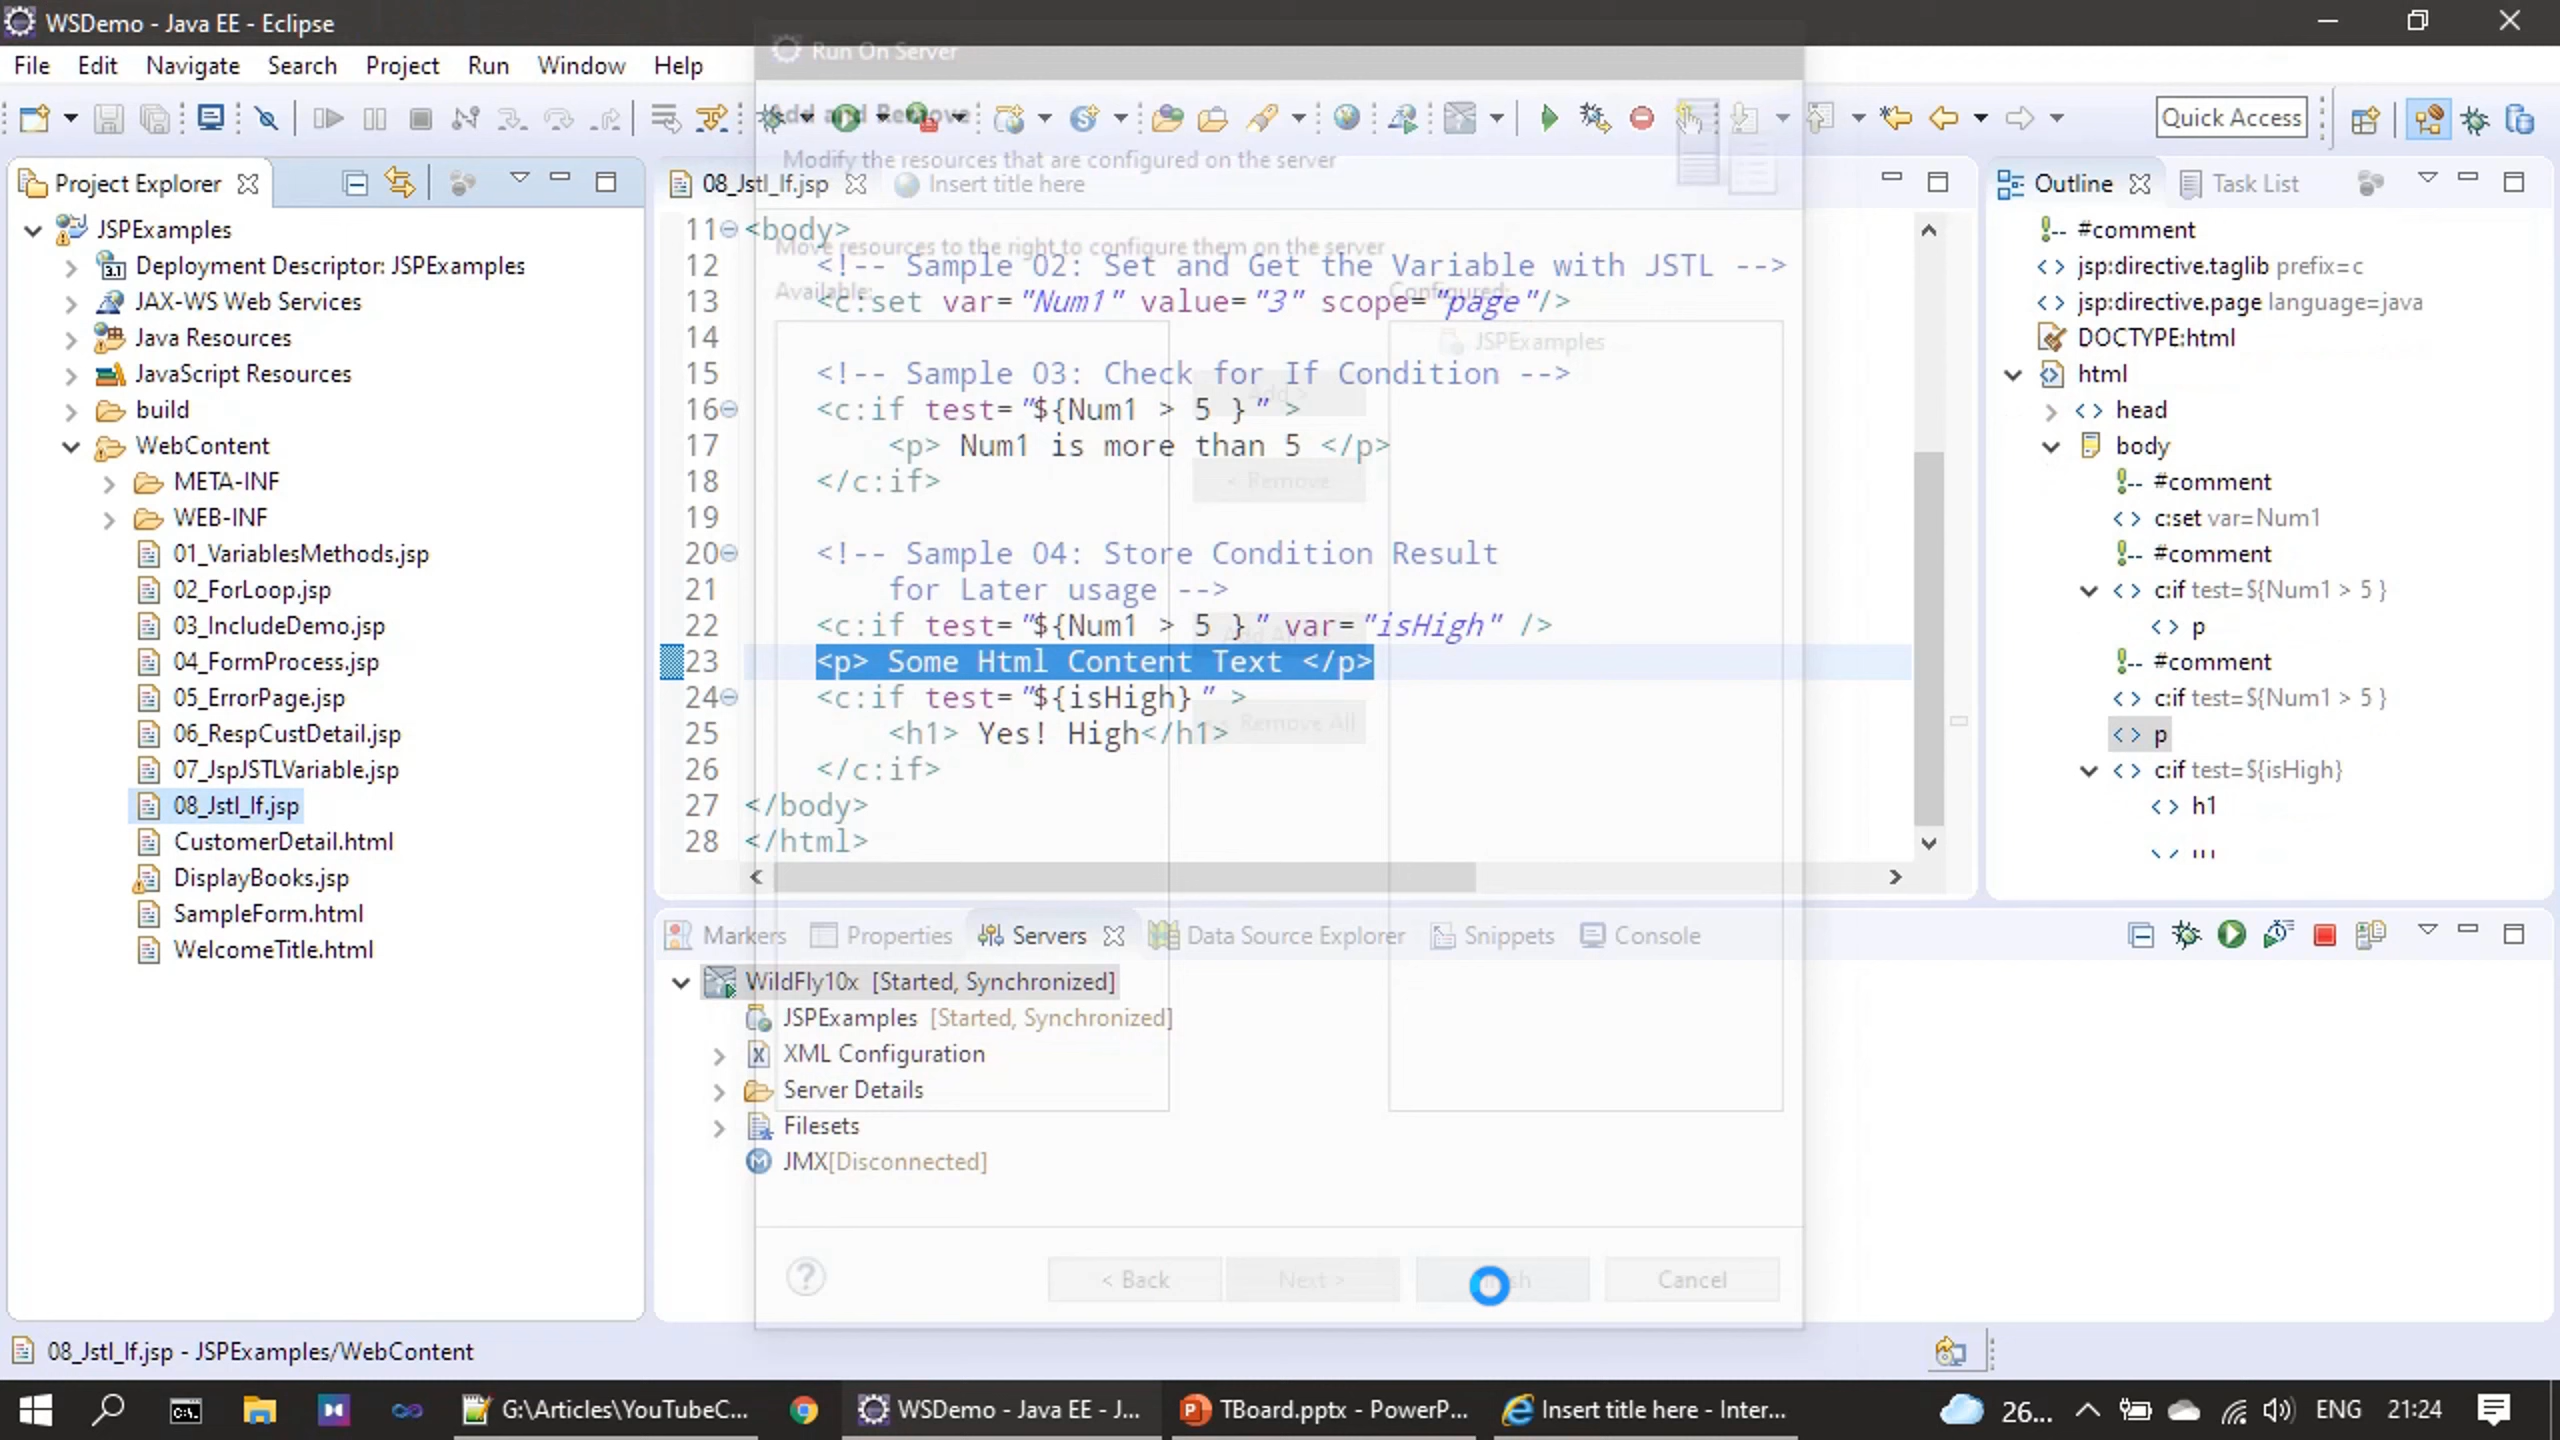 WSDemo - Java EE - Eclipse
Run On Server
File Edit Navigate Search Project Run Window Help
Add and Remove
Quick Access
Modify the resources that are configured on the server
Project Explorer
08_Jstl_If.jsp
Insert title here
Outline
Task List
JSPExamples
Deployment Descriptor: JSPExamples
JAX-WS Web Services
Java Resources
JavaScript Resources
build
WebContent
META-INF
WEB-INF
01_VariablesMethods.jsp
02_ForLoop.jsp
03_IncludeDemo.jsp
04_FormProcess.jsp
05_ErrorPage.jsp
06_RespCustDetail.jsp
07_JspJSTLVariable.jsp
08_Jstl_If.jsp
CustomerDetail.html
DisplayBooks.jsp
SampleForm.html
WelcomeTitle.html
11 <body>
Move resources to the right to configure them on the server
12 <!-- Sample 02: Set and Get the Variable with JSTL -->
Available:
Configured:
13 <c:set var="Num1" value="3" scope="page"/>
14
JSPExamples
15 <!-- Sample 03: Check for If Condition -->
Add >
16 <c:if test="${Num1 > 5 }" >
17 <p> Num1 is more than 5 </p>
18 </c:if>
< Remove
19
20 <!-- Sample 04: Store Condition Result
21 for Later usage -->
22 <c:if test="${Num1 > 5 }" var="isHigh" />
23 <p> Some Html Content Text </p>
24 <c:if test="${isHigh}" >
25 <h1> Yes! High</h1>
Remove All
26 </c:if>
27 </body>
28 </html>
#comment
jsp:directive.taglib prefix=c
jsp:directive.page language=java
DOCTYPE:html
html
head
body
#comment
c:set var=Num1
#comment
c:if test=${Num1 > 5 }
p
#comment
c:if test=${Num1 > 5 }
p
c:if test=${isHigh}
h1
Markers Properties Servers Data Source Explorer Snippets Console
WildFly10x [Started, Synchronized]
JSPExamples [Started, Synchronized]
XML Configuration
Server Details
Filesets
JMX[Disconnected]
< Back Next > Cancel
08_Jstl_If.jsp - JSPExamples/WebContent
G:\Articles\YouTubeC...
WSDemo - Java EE - J...
TBoard.pptx - PowerP...
Insert title here - Inter...
26...
ENG
21:24